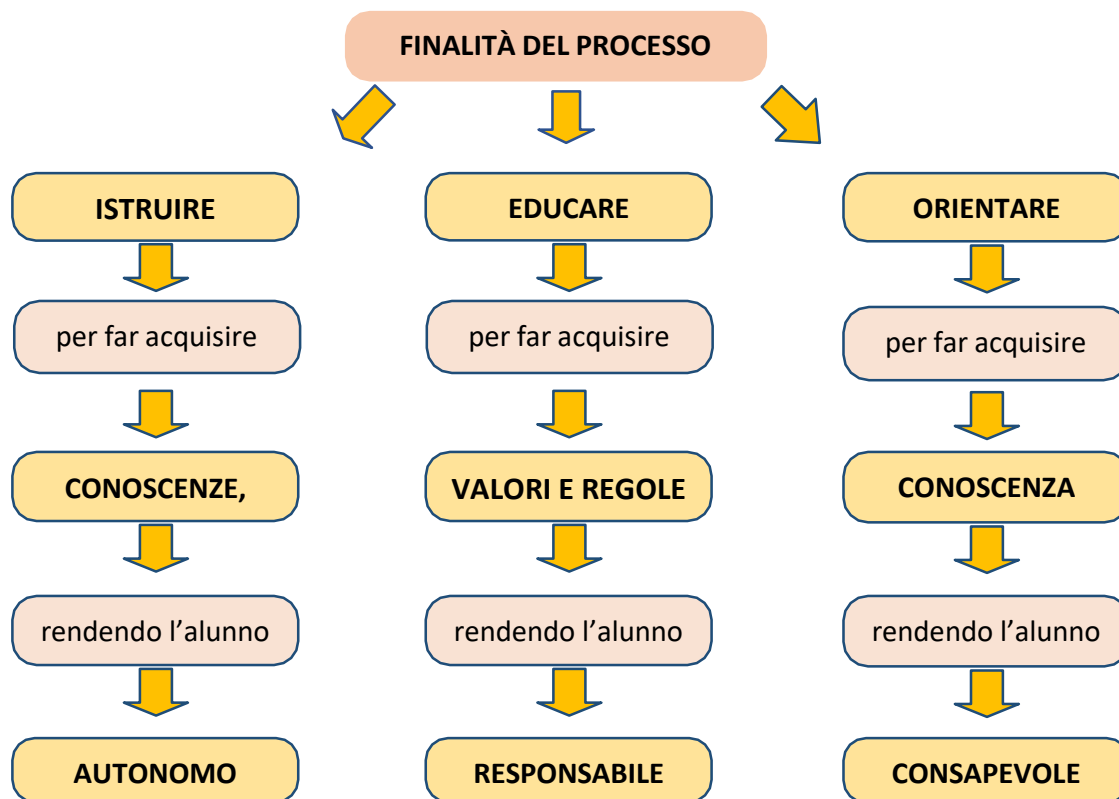 FINALITÀ DEL PROCESSO
ISTRUIRE
EDUCARE
ORIENTARE
per far acquisire
per far acquisire
per far acquisire
CONOSCENZE,
VALORI E REGOLE
CONOSCENZA
rendendo l’alunno
rendendo l’alunno
rendendo l’alunno
AUTONOMO
RESPONSABILE
CONSAPEVOLE